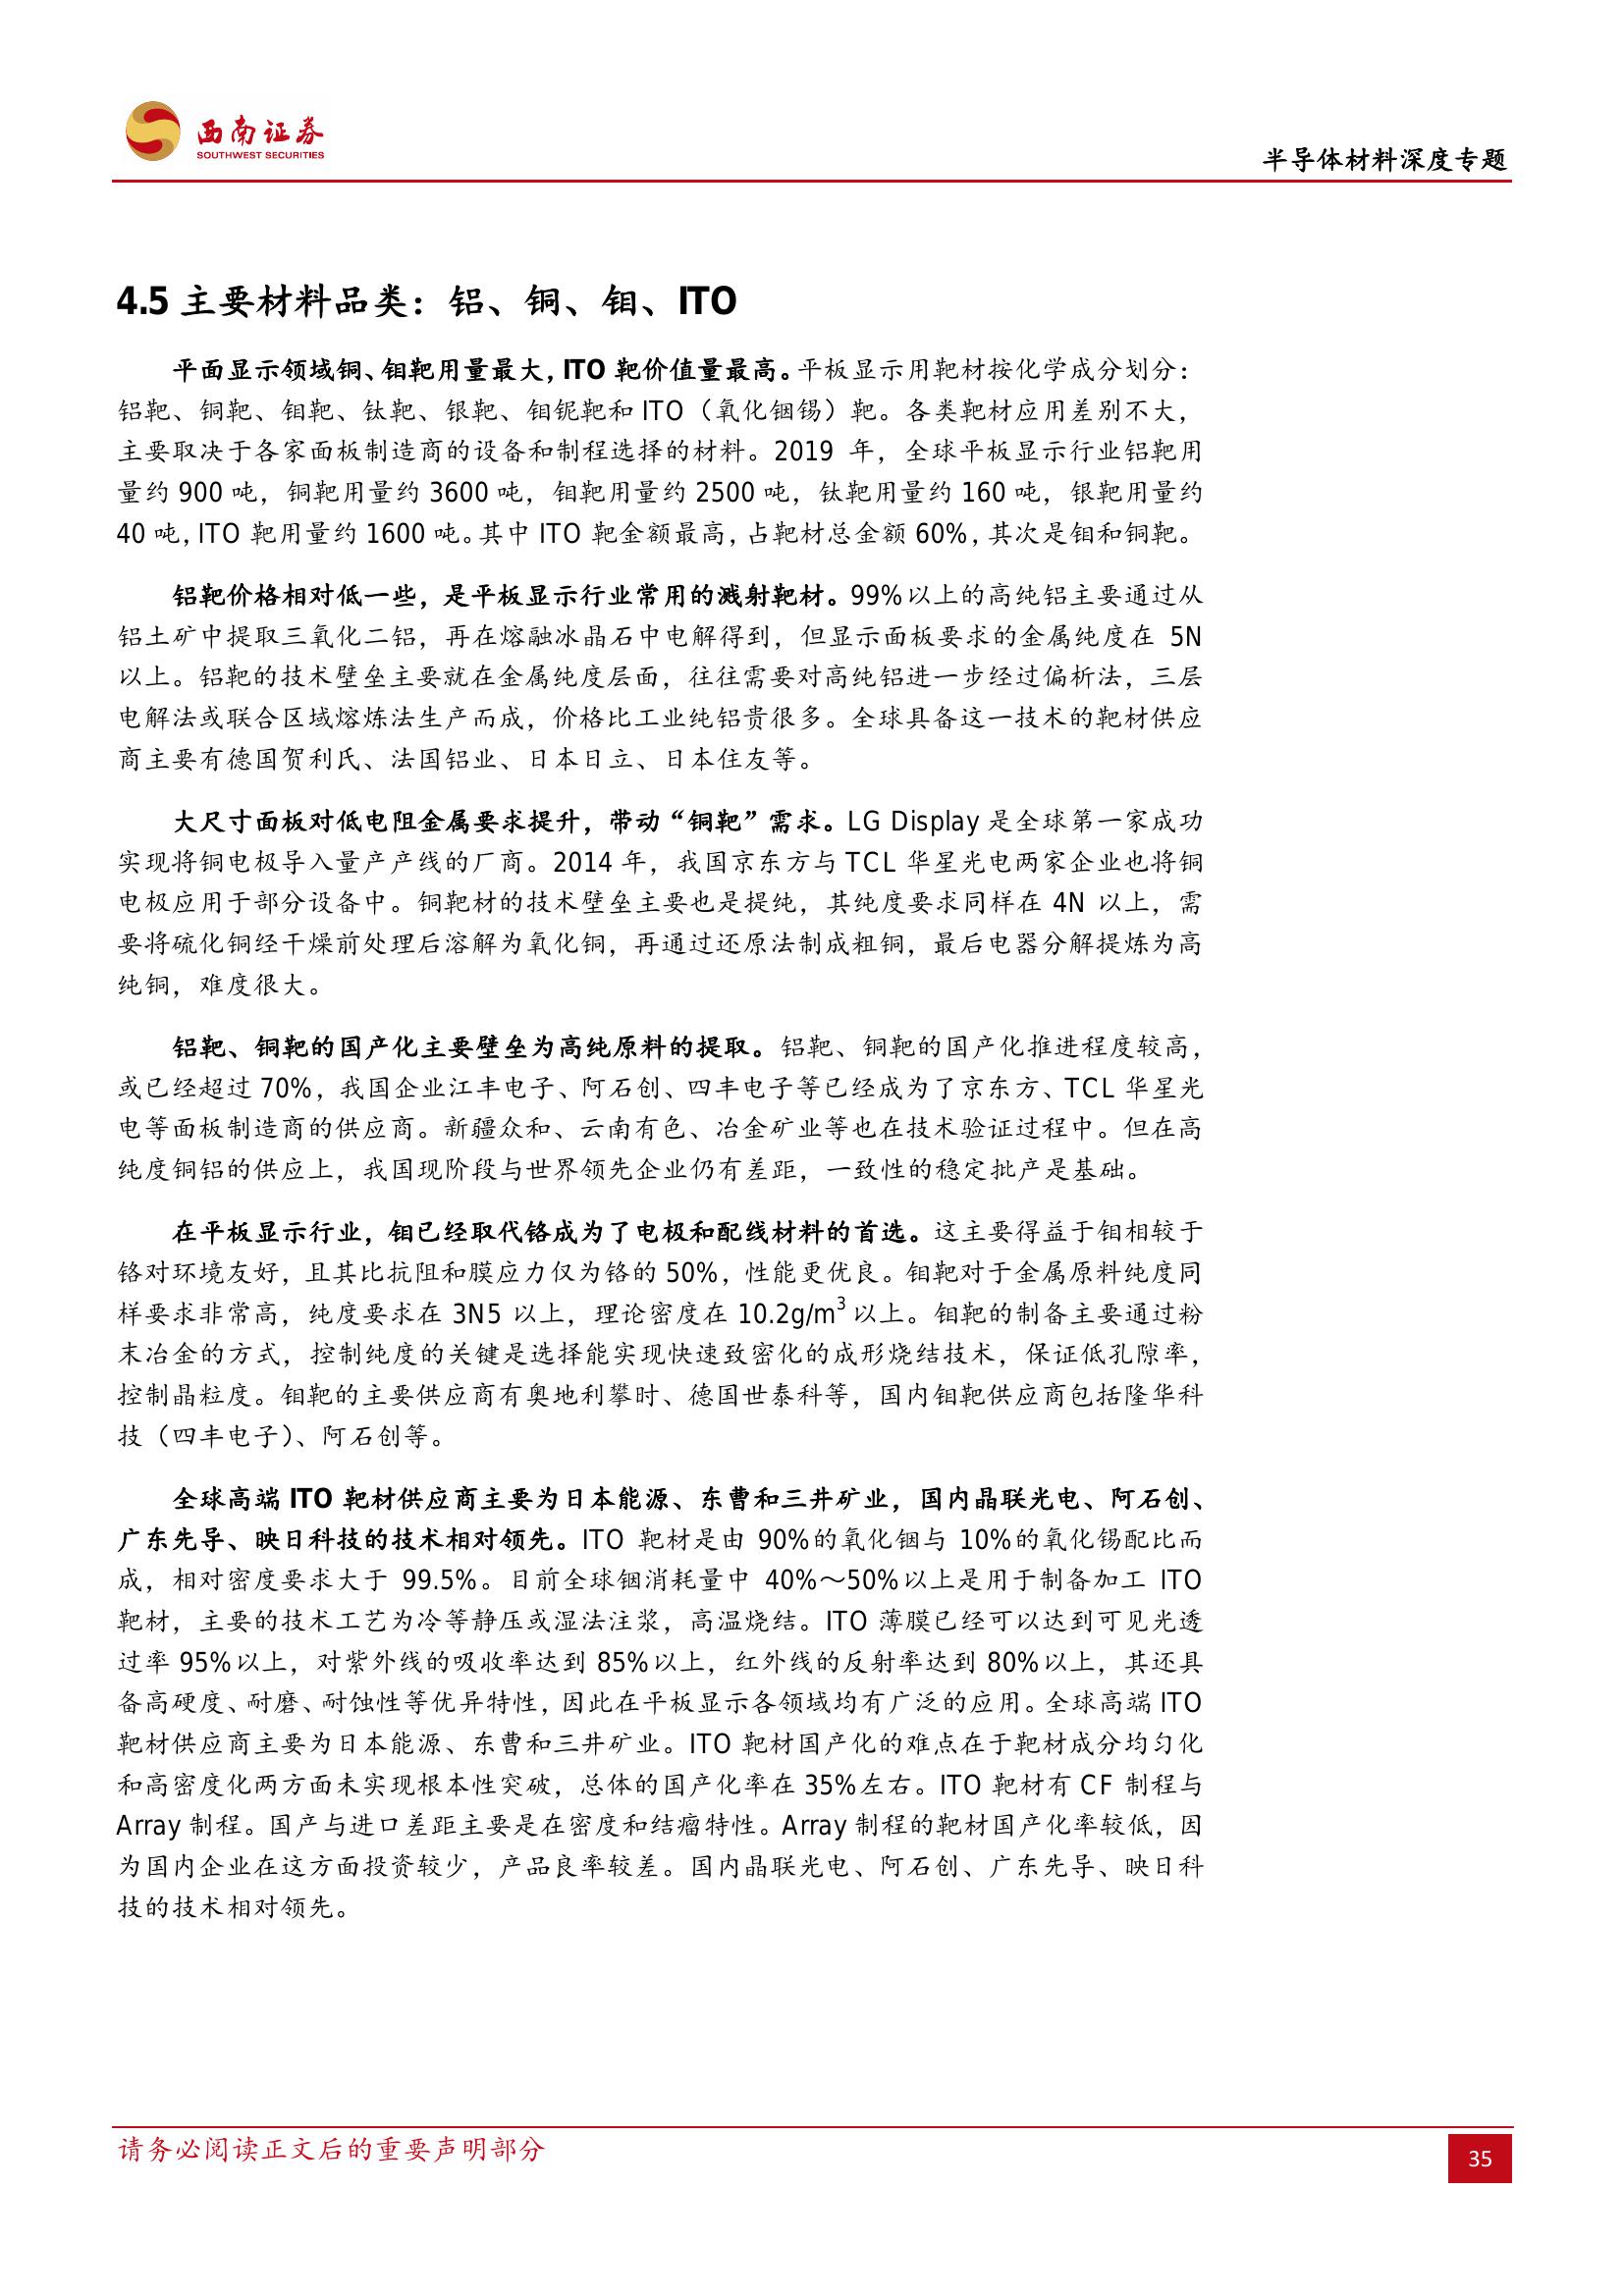 西南证券
SOUTHWEST SECURITIES
半导体材料深度专题
4.5 主要材料品类：铝、铜、钼、ITO
平面显示领域铜、钼靶用量最大，ITO 靶价值量最高。平板显示用靶材按化学成分划分：
铝靶、铜靶、钼靶、钛靶、银靶、钼铌靶和 ITO（氧化铟锡）靶。各类靶材应用差别不大，
主要取决于各家面板制造商的设备和制程选择的材料。2019 年，全球平板显示行业铝靶用
量约 900 吨，铜靶用量约 3600 吨，钼靶用量约 2500 吨，钛靶用量约 160 吨，银靶用量约
40 吨，ITO 靶用量约 1600 吨。其中 ITO 靶金额最高，占靶材总金额 60%，其次是钼和铜靶。
铝靶价格相对低一些，是平板显示行业常用的溅射靶材。99%以上的高纯铝主要通过从
铝土矿中提取三氧化二铝，再在熔融冰晶石中电解得到，但显示面板要求的金属纯度在 5N
以上。铝靶的技术壁垒主要就在金属纯度层面，往往需要对高纯铝进一步经过偏析法，三层
电解法或联合区域熔炼法生产而成，价格比工业纯铝贵很多。全球具备这一技术的靶材供应
商主要有德国贺利氏、法国铝业、日本日立、日本住友等。
大尺寸面板对低电阻金属要求提升，带动“铜靶”需求。LG Display 是全球第一家成功
实现将铜电极导入量产产线的厂商。2014 年，我国京东方与 TCL 华星光电两家企业也将铜
电极应用于部分设备中。铜靶材的技术壁垒主要也是提纯，其纯度要求同样在 4N 以上，需
要将硫化铜经干燥前处理后溶解为氧化铜，再通过还原法制成粗铜，最后电器分解提炼为高
纯铜，难度很大。
铝靶、铜靶的国产化主要壁垒为高纯原料的提取。铝靶、铜靶的国产化推进程度较高，
或已经超过 70%，我国企业江丰电子、阿石创、四丰电子等已经成为了京东方、TCL 华星光
电等面板制造商的供应商。新疆众和、云南有色、冶金矿业等也在技术验证过程中。但在高
纯度铜铝的供应上，我国现阶段与世界领先企业仍有差距，一致性的稳定批产是基础。
在平板显示行业，钼已经取代铬成为了电极和配线材料的首选。这主要得益于钼相较于
铬对环境友好，且其比抗阻和膜应力仅为铬的 50%，性能更优良。钼靶对于金属原料纯度同
样要求非常高，纯度要求在 3N5 以上，理论密度在 10.2g/m³以上。钼靶的制备主要通过粉
末冶金的方式，控制纯度的关键是选择能实现快速致密化的成形烧结技术，保证低孔隙率，
控制晶粒度。钼靶的主要供应商有奥地利攀时、德国世泰科等，国内钼靶供应商包括隆华科
技（四丰电子）、阿石创等。
全球高端 ITO 靶材供应商主要为日本能源、东曹和三井矿业，国内晶联光电、阿石创、
广东先导、映日科技的技术相对领先。ITO 靶材是由 90%的氧化铟与 10%的氧化锡配比而
成，相对密度要求大于 99.5%。目前全球铟消耗量中 40%～50%以上是用于制备加工 ITO
靶材，主要的技术工艺为冷等静压或湿法注浆，高温烧结。ITO 薄膜已经可以达到可见光透
过率 95%以上，对紫外线的吸收率达到 85%以上，红外线的反射率达到 80%以上，其还具
备高硬度、耐磨、耐蚀性等优异特性，因此在平板显示各领域均有广泛的应用。全球高端 ITO
靶材供应商主要为日本能源、东曹和三井矿业。ITO 靶材国产化的难点在于靶材成分均匀化
和高密度化两方面未实现根本性突破，总体的国产化率在 35%左右。ITO 靶材有 CF 制程与
Array 制程。国产与进口差距主要是在密度和结瘤特性。Array 制程的靶材国产化率较低，因
为国内企业在这方面投资较少，产品良率较差。国内晶联光电、阿石创、广东先导、映日科
技的技术相对领先。
请务必阅读正文后的重要声明部分
35